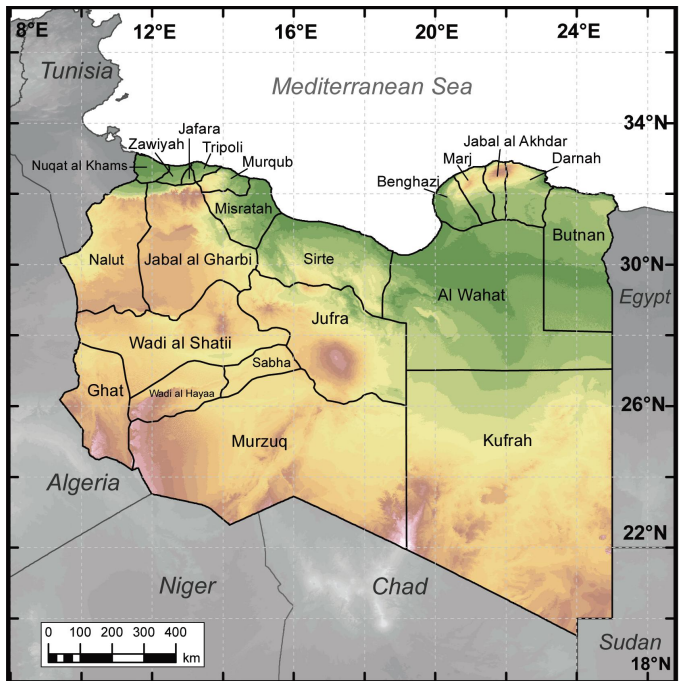 8°E 12°E 16°E 20°E 24°E
Tunisia
Mediterranean Sea
34°N
Jafara
Zawiyah
Tripoli
Nuqat al Khams
Murqub
Jabal al Akhdar
Marj
Darnah
Benghazi
Misratah
Butnan
Nalut
Jabal al Gharbi
Sirte
30°N
Al Wahat
Egypt
Jufra
Wadi al Shatii
Sabha
Ghat
Wadi al Hayaa
26°N
Murzuq
Kufrah
Algeria
22°N
Niger
Chad
0 100 200 300 400
km
Sudan
18°N